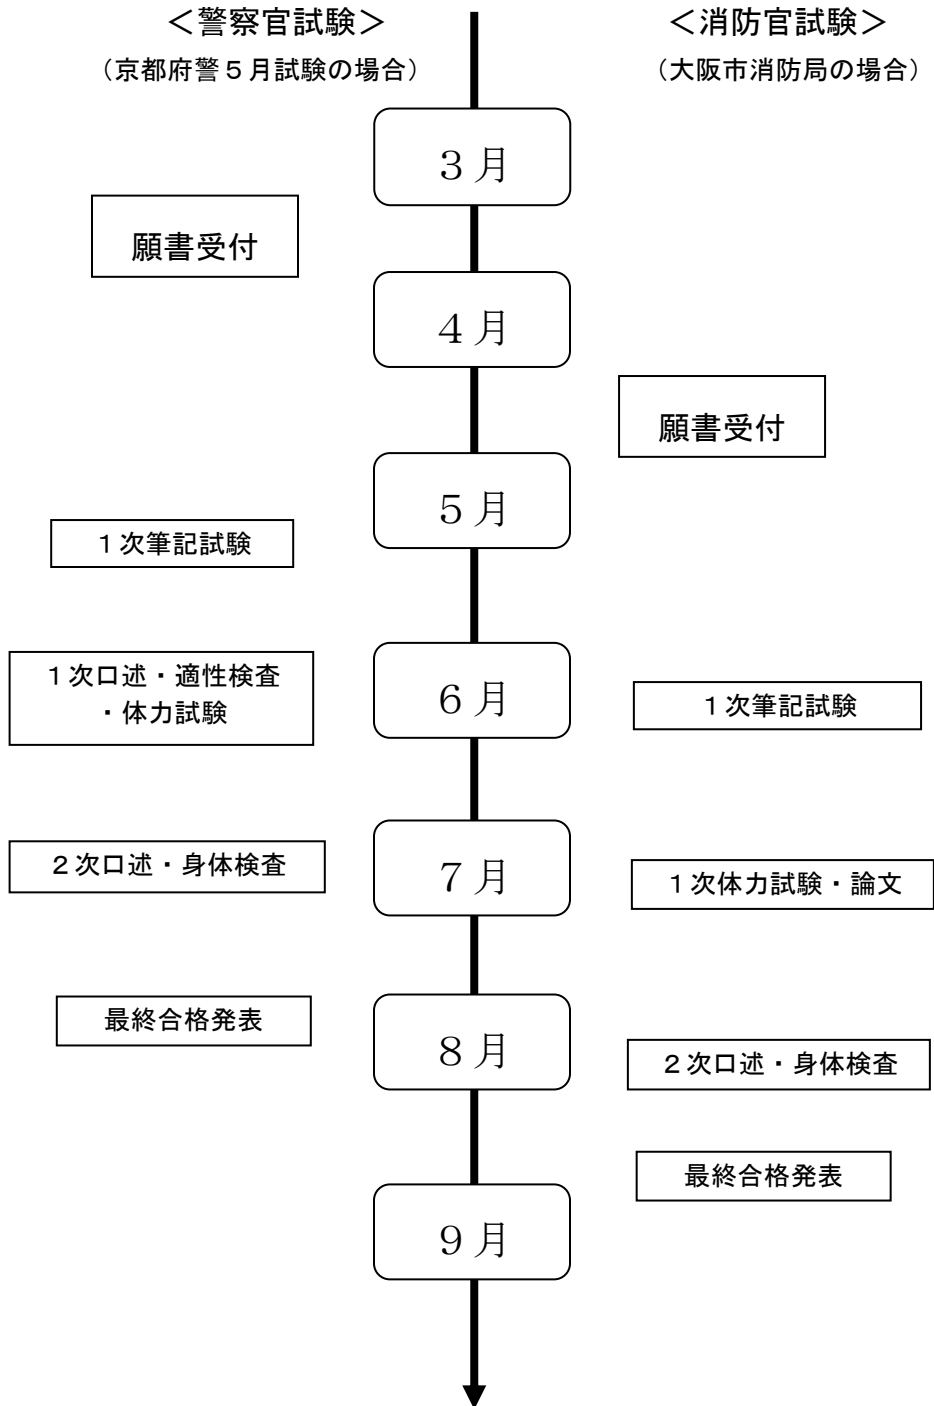 ＜警察官試験＞
＜消防官試験＞
（京都府警５月試験の場合）
（大阪市消防局の場合）
３月
願書受付
４月
願書受付
５月
１次筆記試験
１次口述・適性検査
・体力試験
６月
１次筆記試験
２次口述・身体検査
７月
１次体力試験・論文
最終合格発表
８月
２次口述・身体検査
最終合格発表
９月